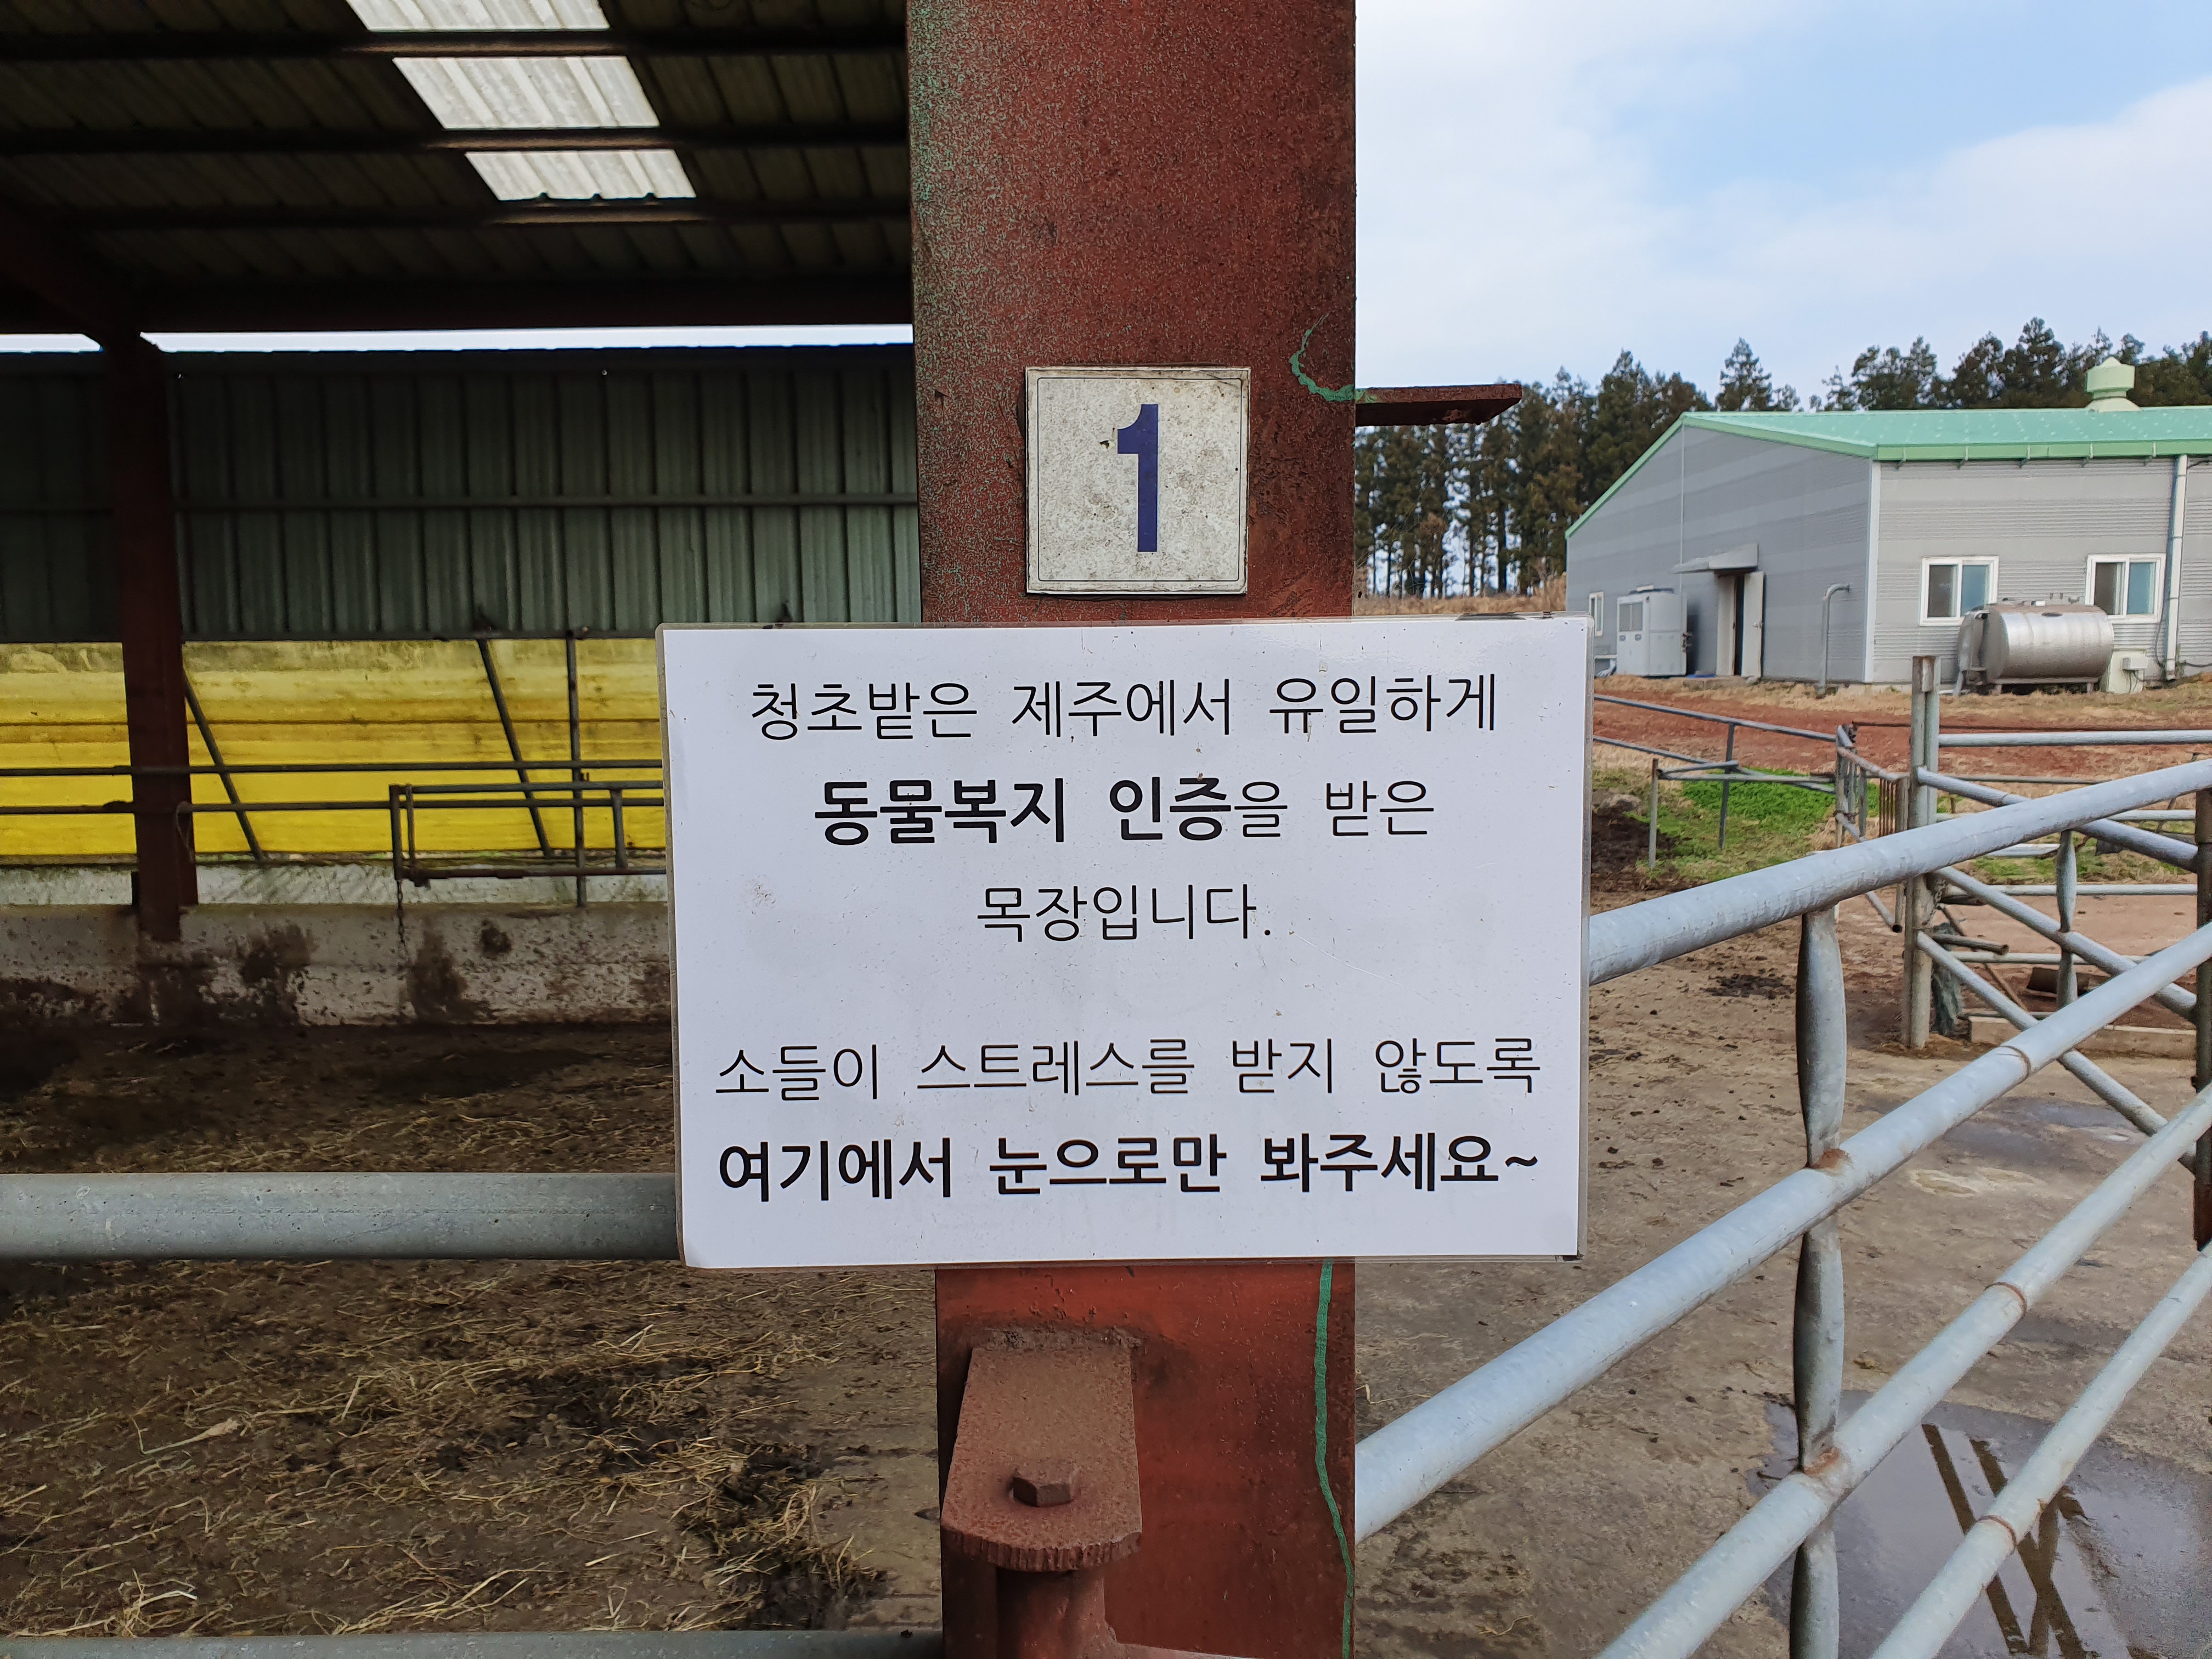 1
청초밭은 제주에서 유일하게
동물복지 인증을 받은
목장입니다.
소들이 스트레스를 받지 않도록
여기에서 눈으로만 봐주세요~